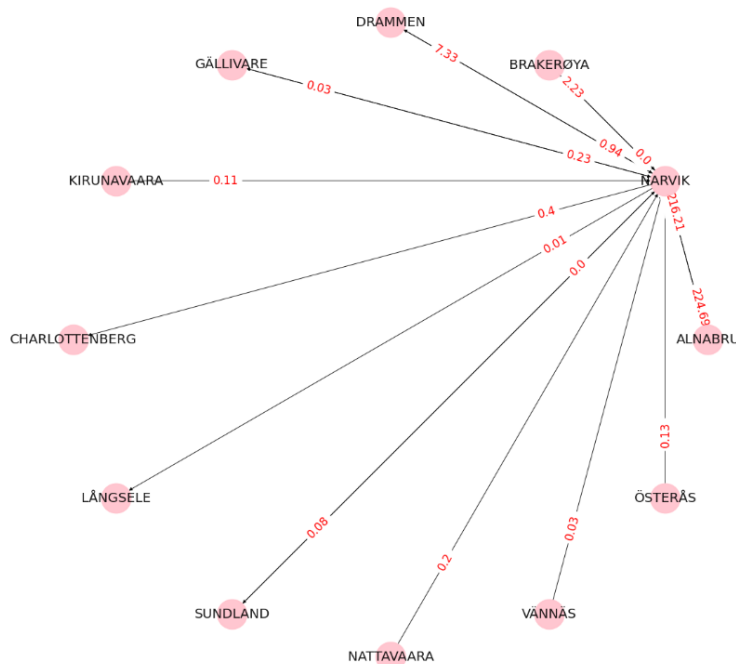 DRAMMEN
GÄLLIVARE
BRAKERØYA
7.33
2.23
0.03
0.94
0.0
0.23
KIRUNAVAARA
0.11
NARVIK
216.21
0.4
0.01
0.0
224.69
CHARLOTTENBERG
ALNABRU
0.13
LÅNGSELE
ÖSTERÅS
0.08
0.03
0.2
SUNDLAND
VÄNNÄS
NATTAVAARA